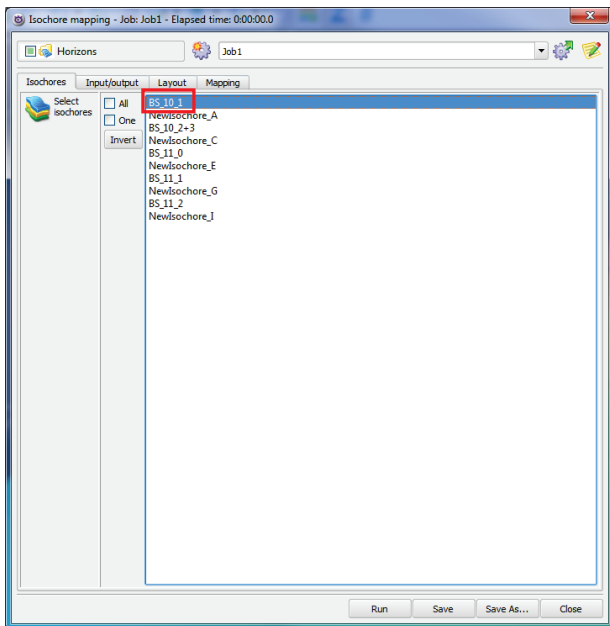 Isochore mapping - Job: Job1 - Elapsed time: 0:00:00.0
Horizons
Job1
Isochores Input/output Layout Mapping
Select isochores
All
One
Invert
BS_10_1
NewIsochore_A
BS_10_2+3
NewIsochore_C
BS_11_0
NewIsochore_E
BS_11_1
NewIsochore_G
BS_11_2
NewIsochore_I
Run Save Save As... Close